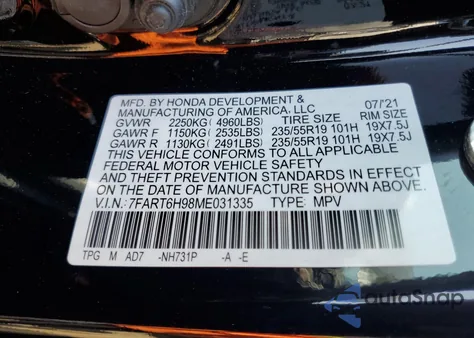 MFD. BY HONDA DEVELOPMENT & 07/21
MANUFACTURING OF AMERICA, LLC
GVWR 2250KG (4960LBS) TIRE SIZE RIM SIZE
GAWR F 1150KG (2535LBS) 235/55R19 101H 19X7.5J
GAWR R 1130KG (2491LBS) 235/55R19 101H 19X7.5J
THIS VEHICLE CONFORMS TO ALL APPLICABLE
FEDERAL MOTOR VEHICLE SAFETY AND
THEFT PREVENTION STANDARDS IN EFFECT
ON THE DATE OF MANUFACTURE SHOWN ABOVE.
V.I.N.: 7FART6H98ME031335 TYPE: MPV
TPG M AD7 -NH731P -A -E
autoSnap